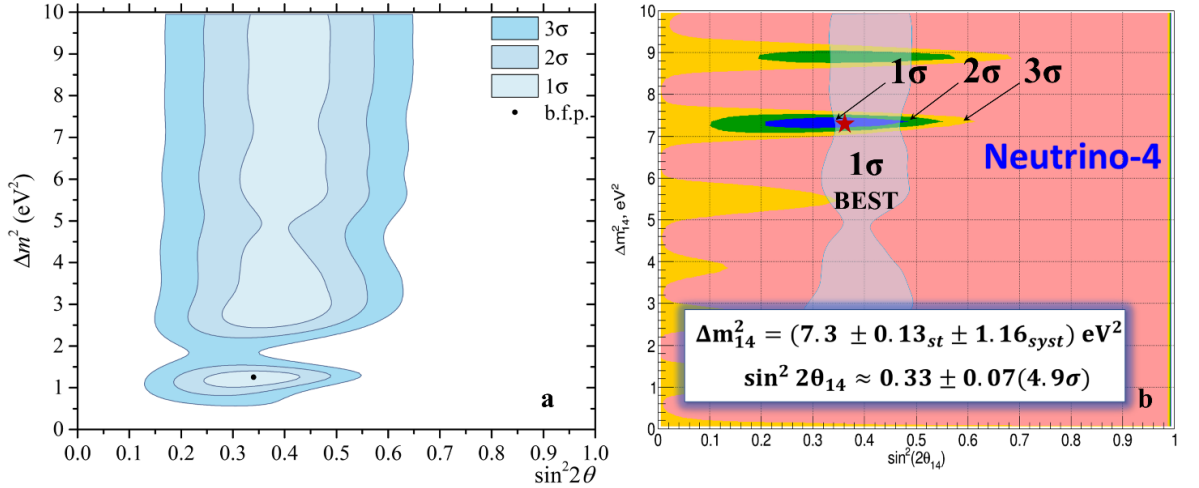 3σ
2σ
1σ
b.f.p.
Δm² (eV²)
10
9
8
7
6
5
4
3
2
1
0
a
0.0 0.1 0.2 0.3 0.4 0.5 0.6 0.7 0.8 0.9 1.0
sin²2θ
Δm²₁₄, eV²
10
9
8
7
6
5
4
3
2
1
0
1σ 2σ 3σ
Neutrino-4
1σ
BEST
Δm²₁₄ = (7.3 ± 0.13st ± 1.16syst) eV²
sin² 2θ₁₄ ≈ 0.33 ± 0.07(4.9σ)
b
0 0.1 0.2 0.3 0.4 0.5 0.6 0.7 0.8 0.9 1
sin²(2θ₁₄)